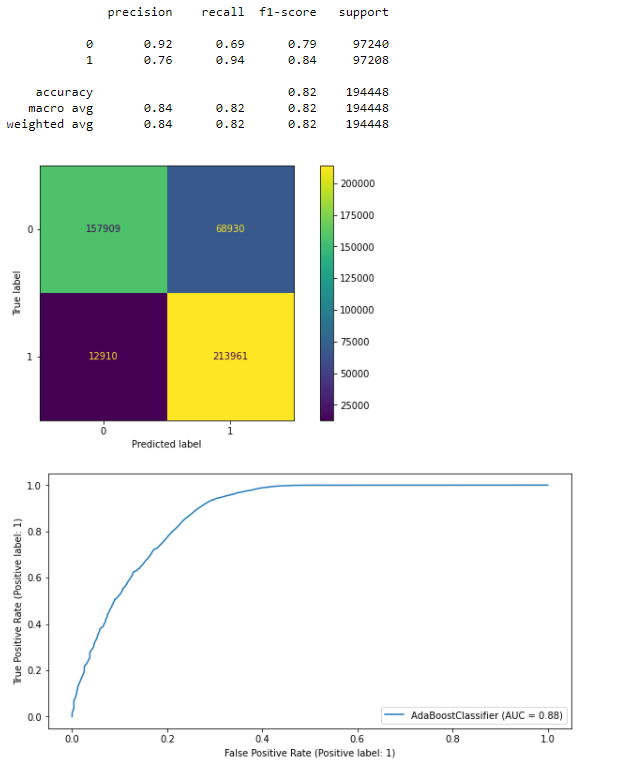 precision recall f1-score support
0 0.92 0.69 0.79 97240
1 0.76 0.94 0.84 97208
accuracy 0.82 194448
macro avg 0.84 0.82 0.82 194448
weighted avg 0.84 0.82 0.82 194448
200000
175000
0 157909 68930
150000
125000
True label
100000
75000
1 12910 213961
50000
25000
0 1
Predicted label
1.0
0.8
True Positive Rate (Positive label: 1)
0.6
0.4
0.2
0.0
AdaBoostClassifier (AUC = 0.88)
0.0 0.2 0.4 0.6 0.8 1.0
False Positive Rate (Positive label: 1)